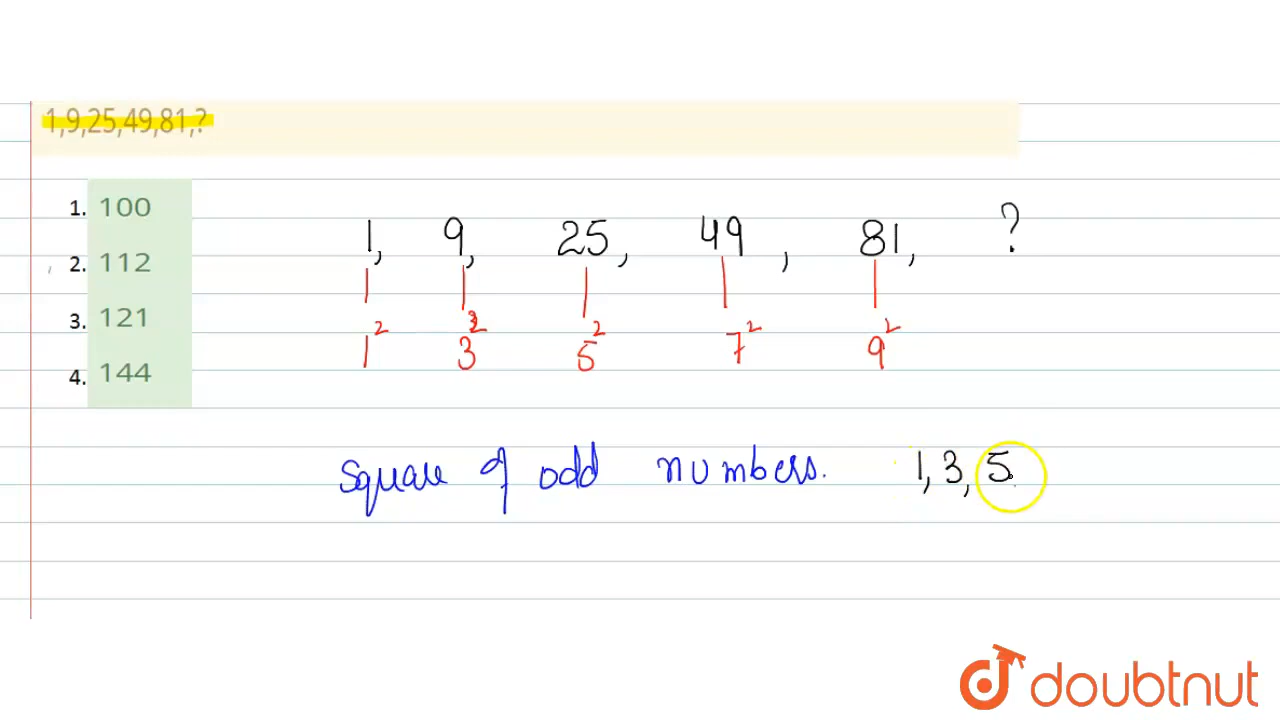 1,9,25,49,81,?
1. 100
2. 112
3. 121
4. 144
1, 9, 25, 49, 81, ?
1² 3² 5² 7² 9²
Square of odd numbers. 1, 3, 5
doubtnut